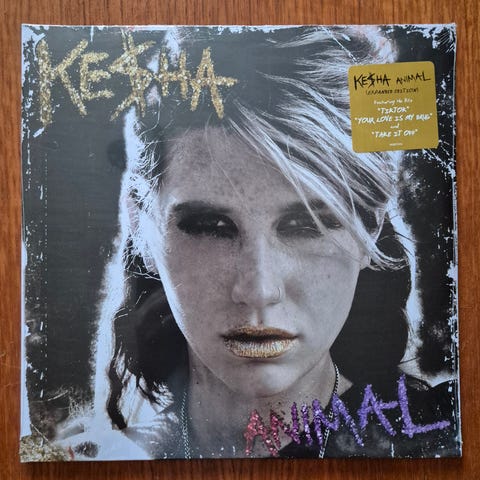 KE$HA
KE$HA ANIMAL
(EXPANDED EDITION)
Featuring the Hits
"TIK TOK"
"YOUR LOVE IS MY DRUG"
and
"TAKE IT OFF"
ANIMAL